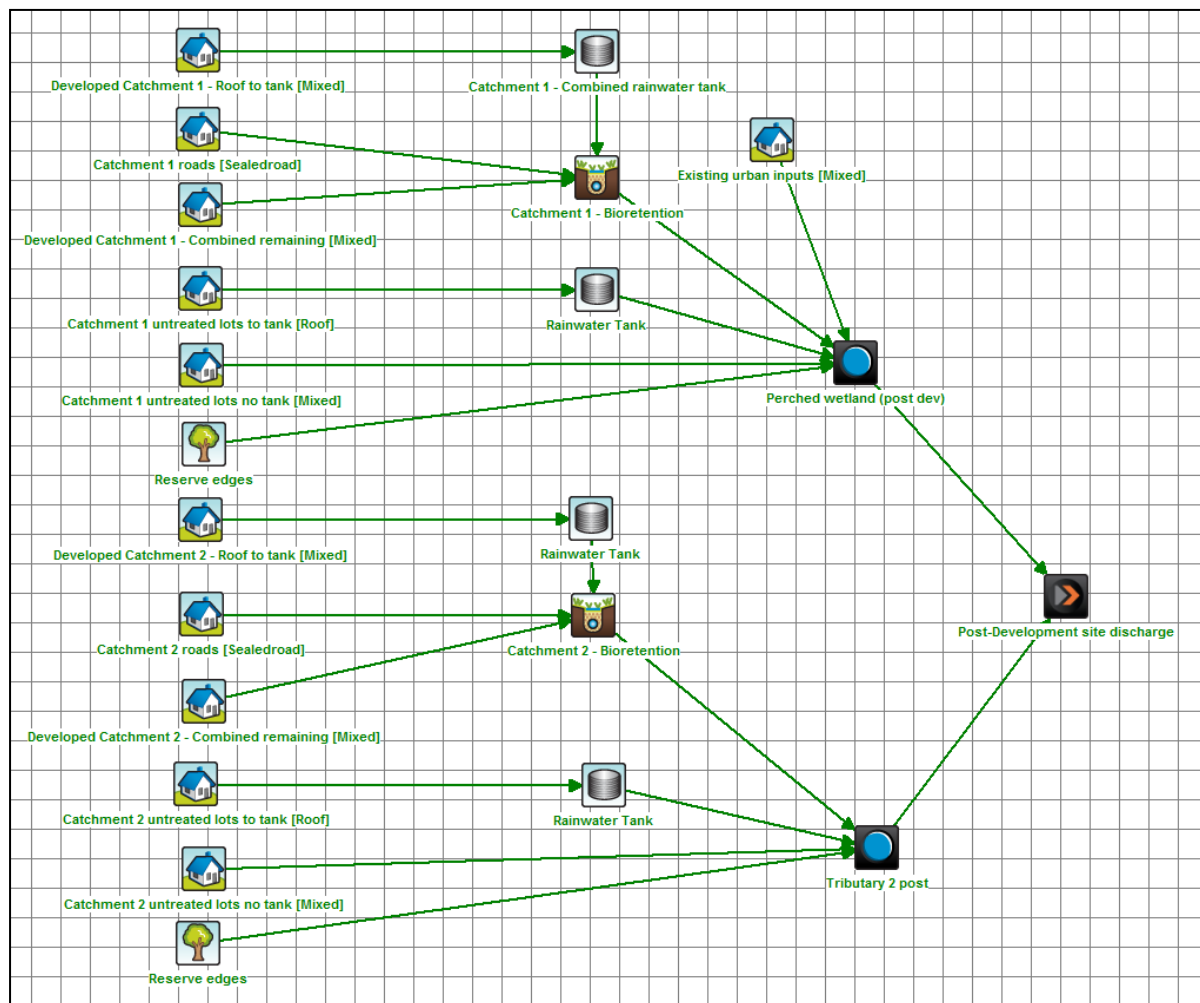 Developed Catchment 1 - Roof to tank [Mixed]
Catchment 1 - Combined rainwater tank
Catchment 1 roads [Sealedroad]
Existing urban inputs [Mixed]
Catchment 1 - Bioretention
Developed Catchment 1 - Combined remaining [Mixed]
Catchment 1 untreated lots to tank [Roof]
Rainwater Tank
Catchment 1 untreated lots no tank [Mixed]
Perched wetland (post dev)
Reserve edges
Developed Catchment 2 - Roof to tank [Mixed]
Rainwater Tank
Post-Development site discharge
Catchment 2 roads [Sealedroad]
Catchment 2 - Bioretention
Developed Catchment 2 - Combined remaining [Mixed]
Catchment 2 untreated lots to tank [Roof]
Rainwater Tank
Tributary 2 post
Catchment 2 untreated lots no tank [Mixed]
Reserve edges